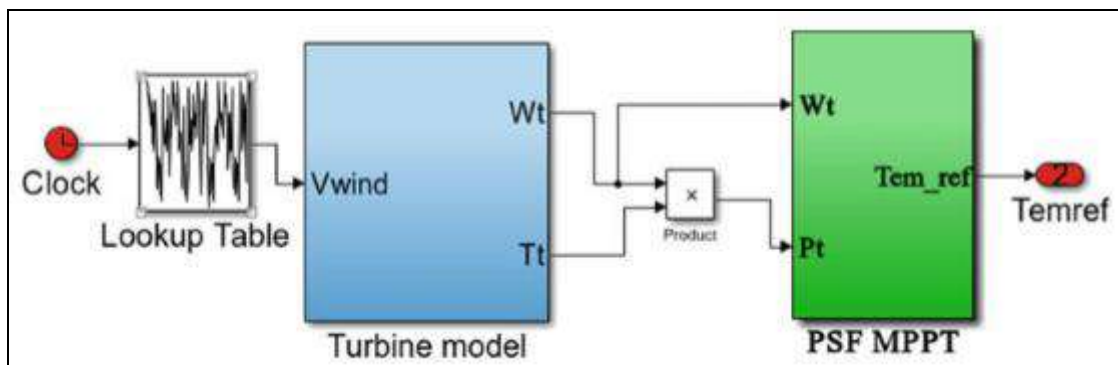 Clock
Lookup Table
Vwind
Wt
Tt
Turbine model
×
Product
Wt
Pt
Tem_ref
PSF MPPT
2
Temref